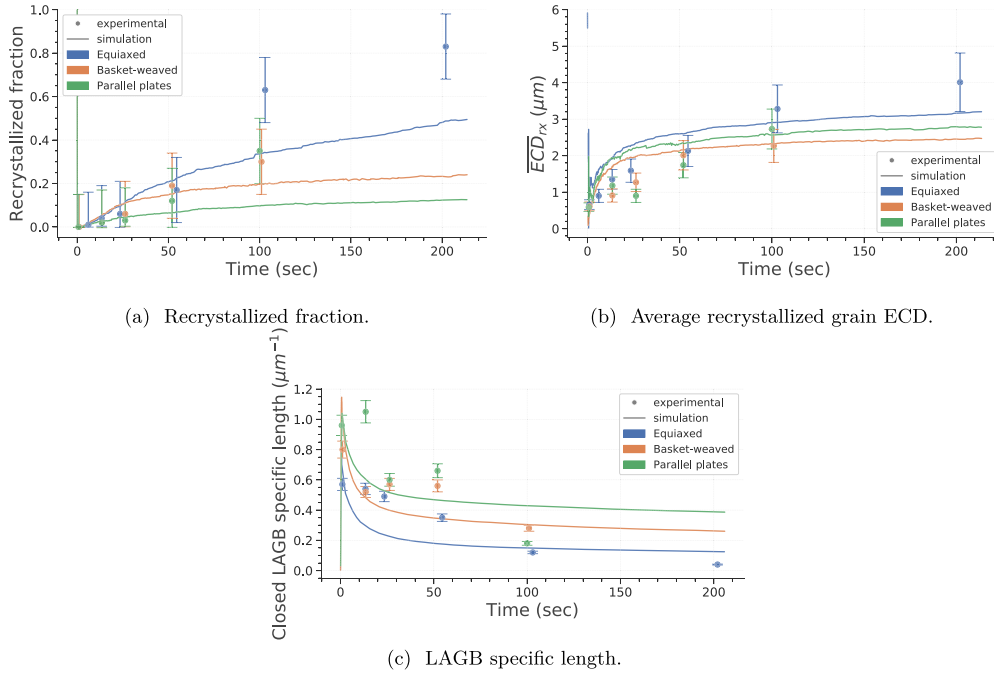 1.0
0.8
0.6
0.4
0.2
0.0
Recrystallized fraction
experimental
simulation
Equiaxed
Basket-weaved
Parallel plates
0 50 100 150 200
Time (sec)
(a) Recrystallized fraction.
6
5
4
3
2
1
0
ECD_rx (μm)
experimental
simulation
Equiaxed
Basket-weaved
Parallel plates
0 50 100 150 200
Time (sec)
(b) Average recrystallized grain ECD.
1.2
1.0
0.8
0.6
0.4
0.2
0.0
Closed LAGB specific length (μm⁻¹)
experimental
simulation
Equiaxed
Basket-weaved
Parallel plates
0 50 100 150 200
Time (sec)
(c) LAGB specific length.